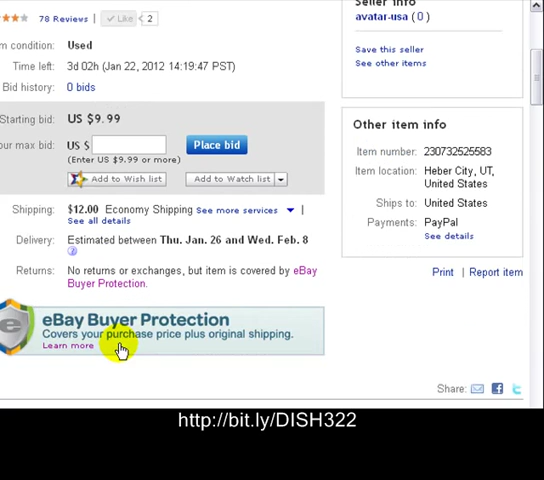 Seller info
78 Reviews | Like 2
avatar-usa ( 0 )
m condition: Used
Save this seller
Time left: 3d 02h (Jan 22, 2012 14:19:47 PST)
See other items
Bid history: 0 bids
Starting bid: US $9.99
our max bid: US $ Place bid
(Enter US $9.99 or more)
Add to Wish list Add to Watch list
Shipping: $12.00 Economy Shipping See more services |
See all details
Delivery: Estimated between Thu. Jan. 26 and Wed. Feb. 8
Returns: No returns or exchanges, but item is covered by eBay
Buyer Protection.
Other item info
Item number: 230732525583
Item location: Heber City, UT,
United States
Ships to: United States
Payments: PayPal
See details
Print | Report item
e
eBay Buyer Protection
Covers your purchase price plus original shipping.
Learn more
Share:
http://bit.ly/DISH322